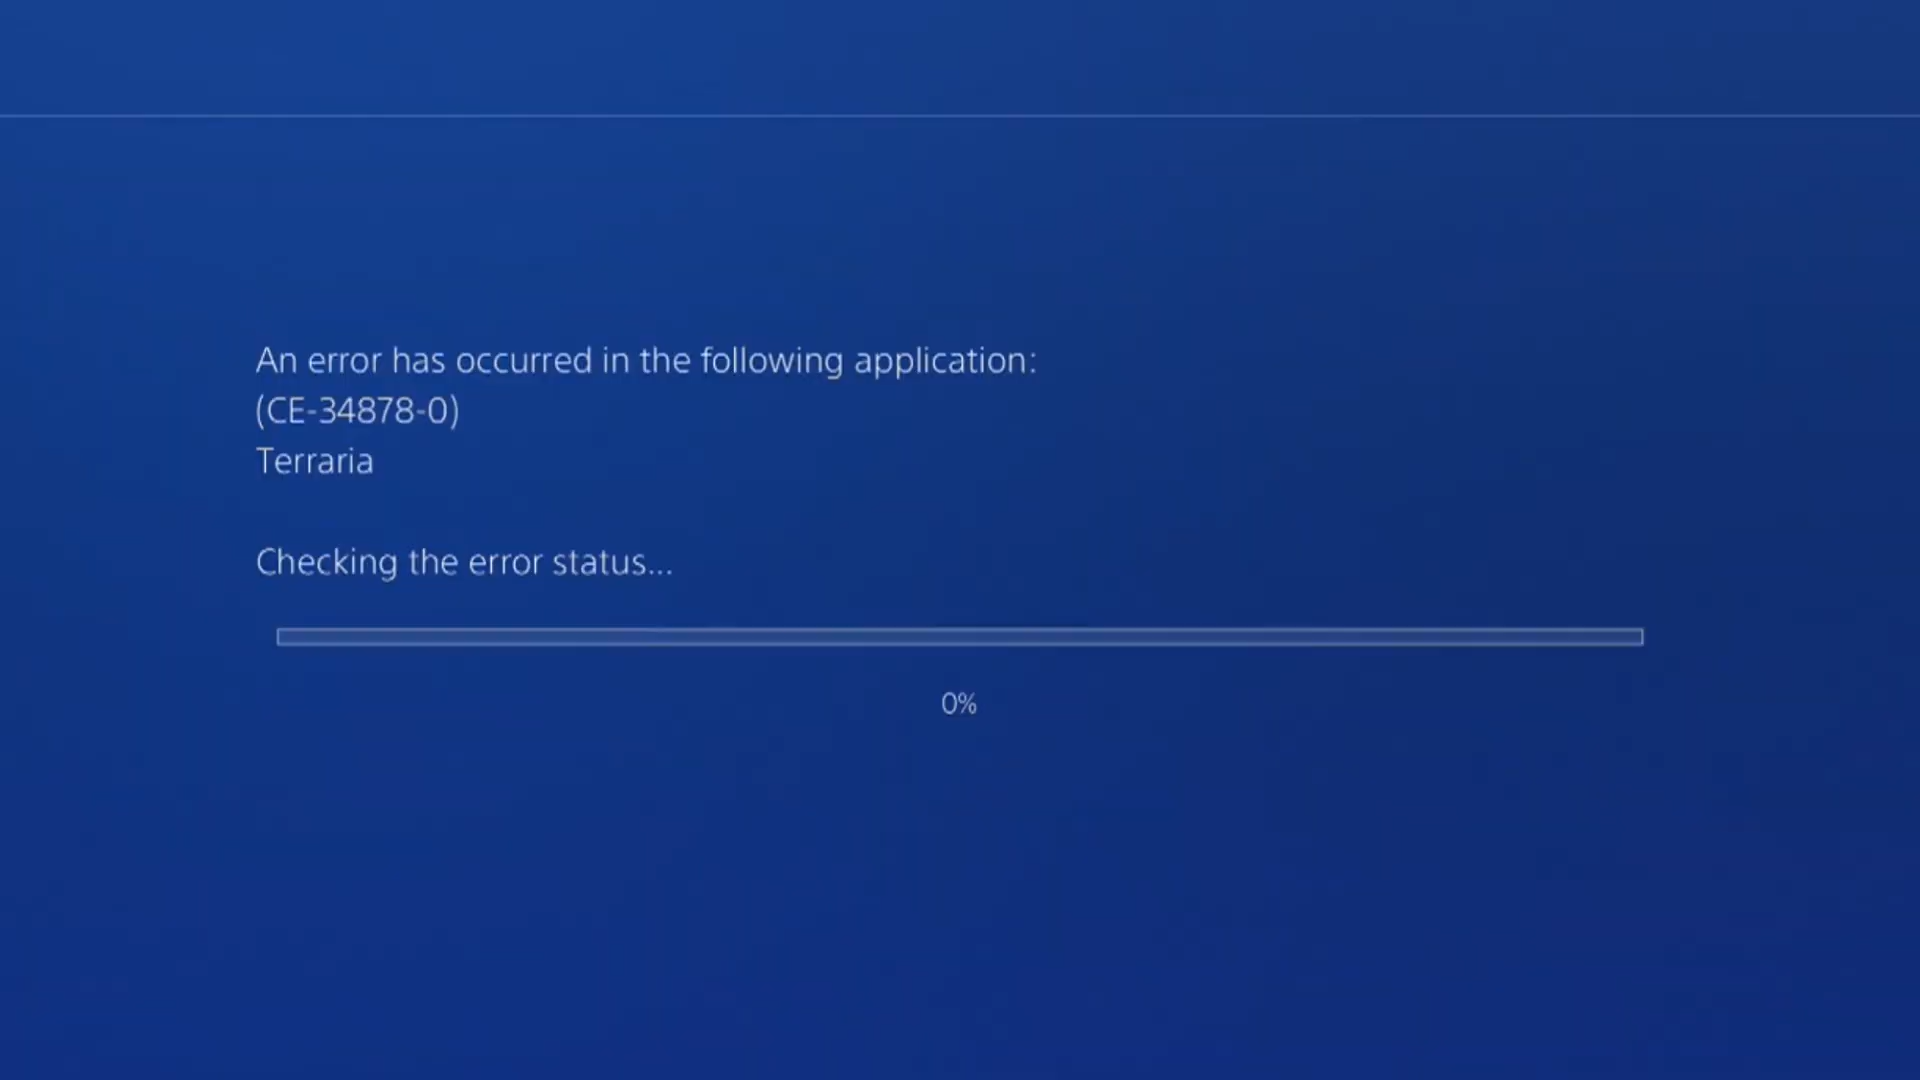 An error has occurred in the following application:
(CE-34878-0)
Terraria
Checking the error status...
0%